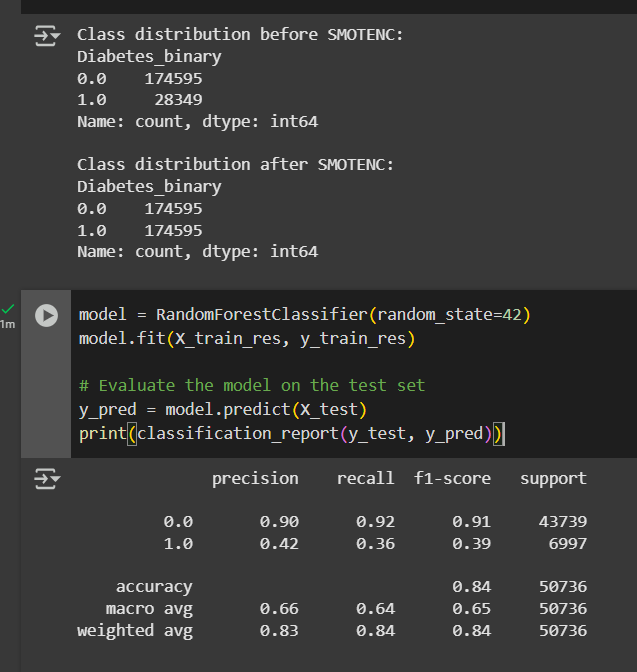 Class distribution before SMOTENC:
Diabetes_binary
0.0    174595
1.0     28349
Name: count, dtype: int64
Class distribution after SMOTENC:
Diabetes_binary
0.0    174595
1.0    174595
Name: count, dtype: int64
1m
model = RandomForestClassifier(random_state=42)
model.fit(X_train_res, y_train_res)
# Evaluate the model on the test set
y_pred = model.predict(X_test)
print(classification_report(y_test, y_pred))
precision    recall  f1-score   support
0.0       0.90      0.92      0.91     43739
1.0       0.42      0.36      0.39      6997
accuracy                           0.84     50736
macro avg       0.66      0.64      0.65     50736
weighted avg       0.83      0.84      0.84     50736